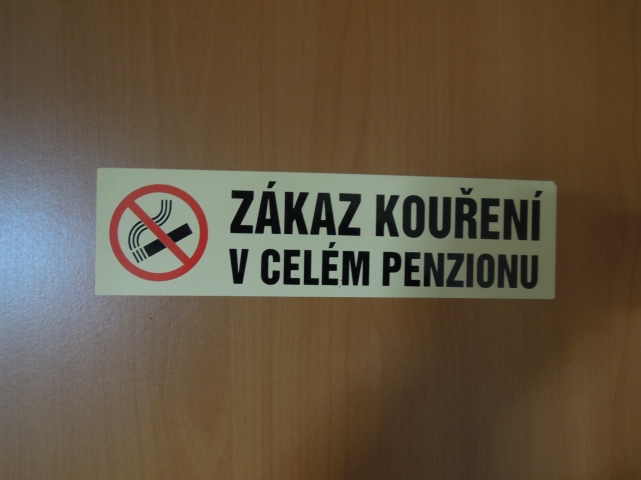 ZÁKAZ KOUŘENÍ
V CELÉM PENZIONU